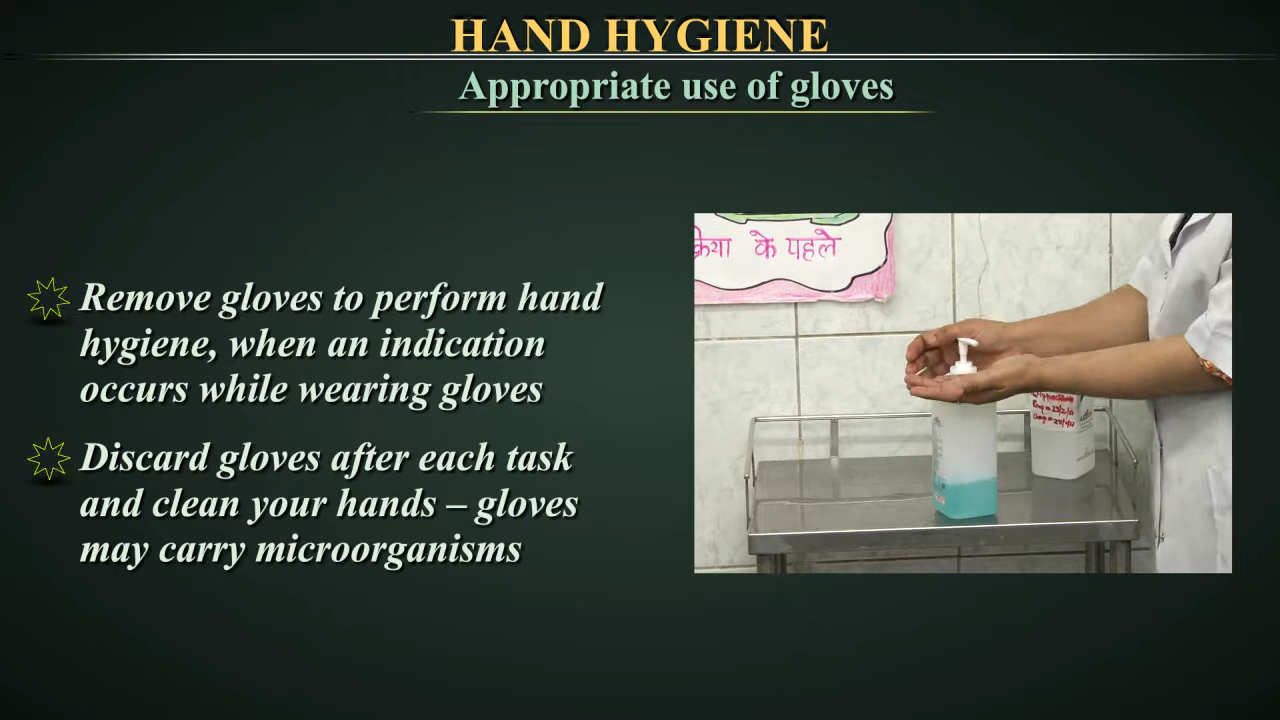 HAND HYGIENE
Appropriate use of gloves
Remove gloves to perform hand
hygiene, when an indication
occurs while wearing gloves
Discard gloves after each task
and clean your hands – gloves
may carry microorganisms
के पहले